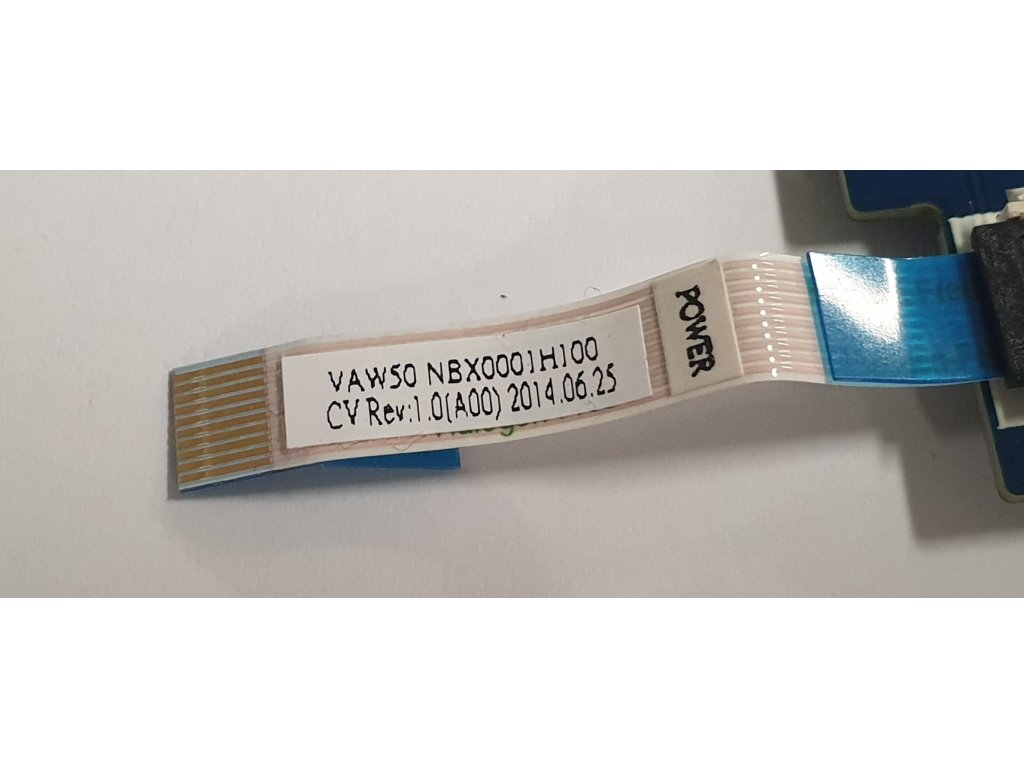 VAW50 NBX0001H100
CV Rev:1.0(A00) 2014.06.25
POWER